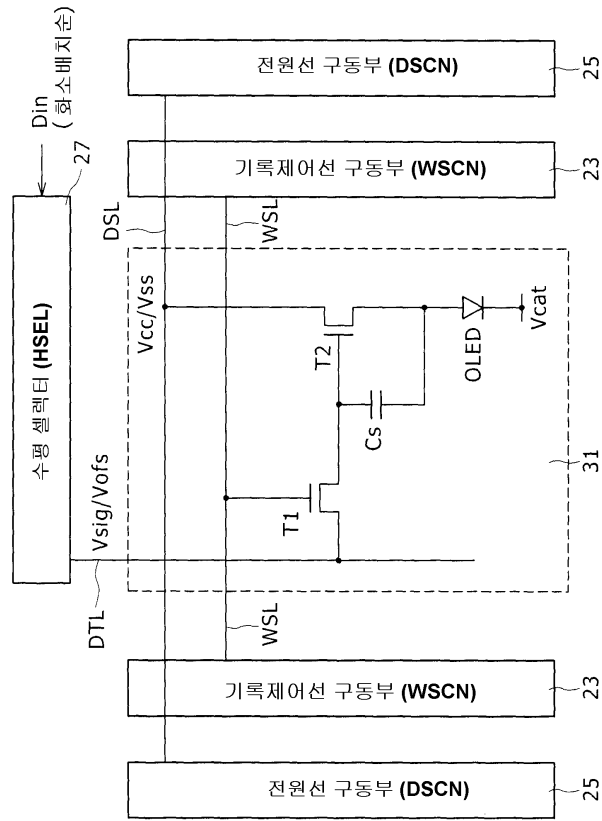 전원선 구동부 (DSCN)
25
Din
( 화소배치순)
27
기록제어선 구동부 (WSCN)
23
DSL
WSL
수평 셀렉터 (HSEL)
Vcc/Vss
T2
OLED
Vcat
Cs
31
T1
Vsig/Vofs
DTL
WSL
기록제어선 구동부 (WSCN)
23
전원선 구동부 (DSCN)
25